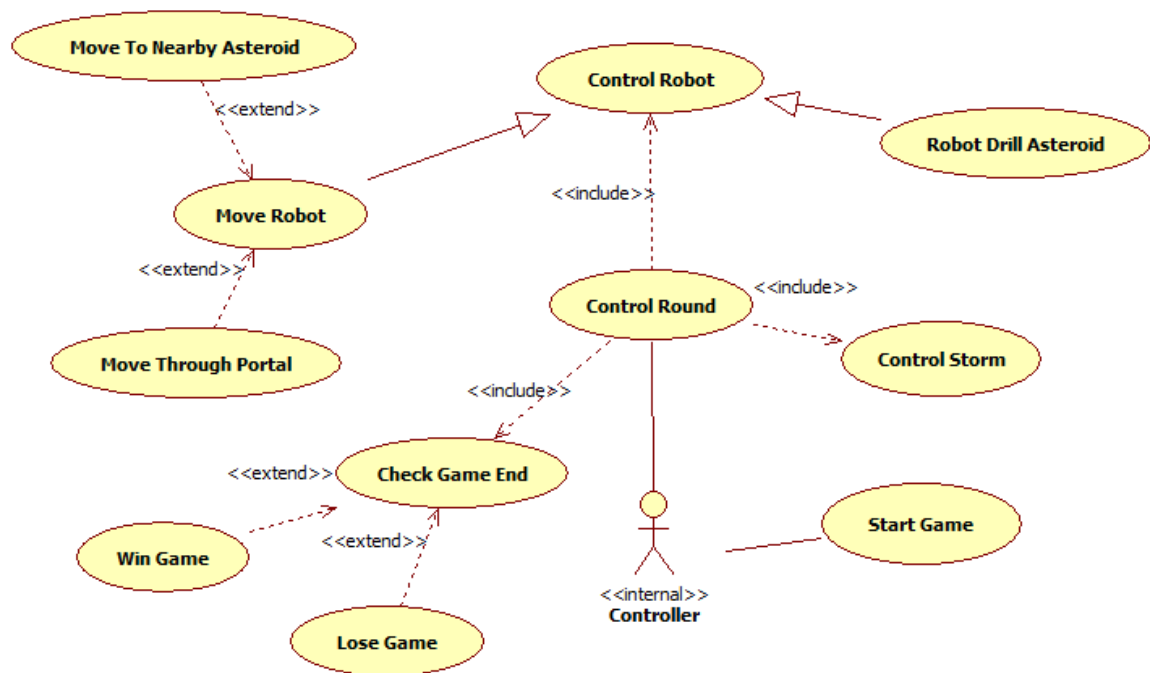 Move To Nearby Asteroid
Control Robot
<<extend>>
Robot Drill Asteroid
<<include>>
Move Robot
<<extend>>
<<include>>
Control Round
Move Through Portal
Control Storm
<<include>>
<<extend>>
Check Game End
Start Game
<<extend>>
Win Game
<<internal>>
Controller
Lose Game